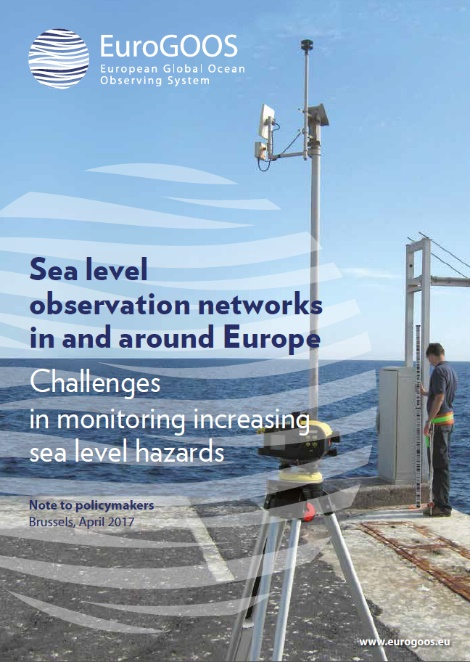 EuroGOOS
European Global Ocean
Observing System
Sea level
observation networks
in and around Europe
Challenges
in monitoring increasing
sea level hazards
Note to policymakers
Brussels, April 2017
www.eurogoos.eu